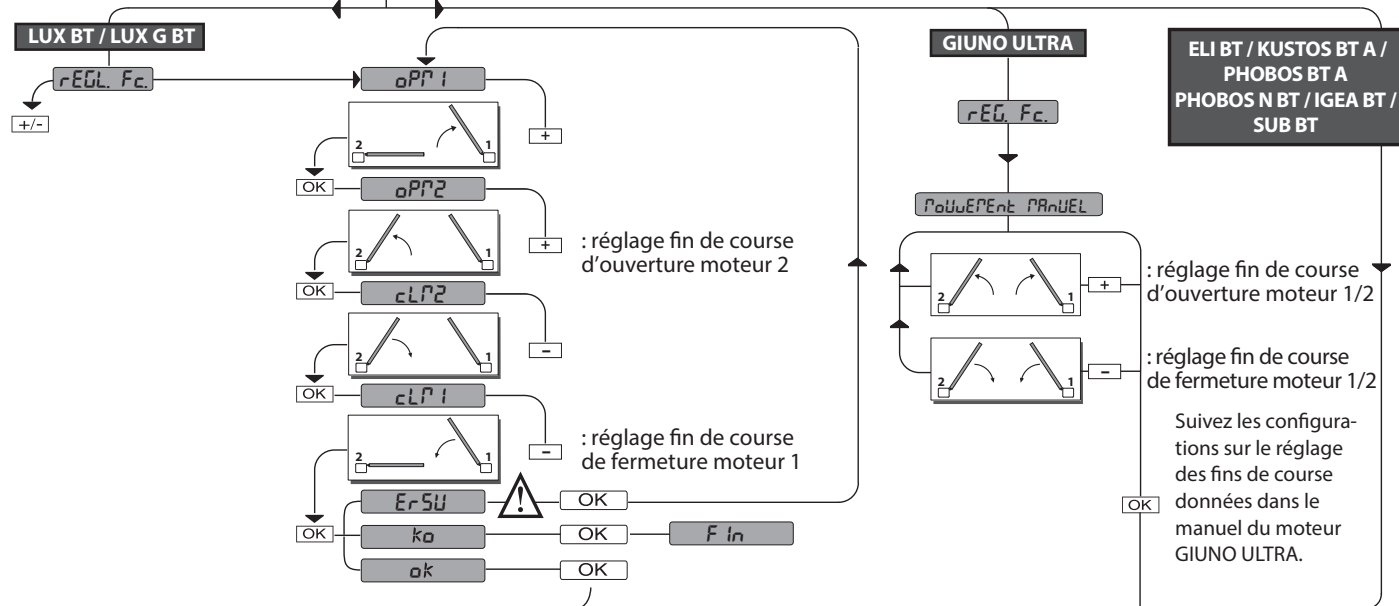 LUX BT / LUX G BT
rEGL. Fc.
+/-
oPM1
+
2 1
OK
oPM2
+
: réglage fin de course
d'ouverture moteur 2
2 1
OK
cLM2
-
2 1
OK
cLM1
-
: réglage fin de course
de fermeture moteur 1
2 1
ErSU
!
OK
OK
ko
OK
FIn
ok
OK
GIUNO ULTRA
rEG. Fc.
MoUvEMEnt MAnUEL
2 1
+
: réglage fin de course
d'ouverture moteur 1/2
2 1
-
: réglage fin de course
de fermeture moteur 1/2
Suivez les configura-
tions sur le réglage
des fins de course
données dans le
manuel du moteur
GIUNO ULTRA.
OK
ELI BT / KUSTOS BT A /
PHOBOS BT A
PHOBOS N BT / IGEA BT /
SUB BT